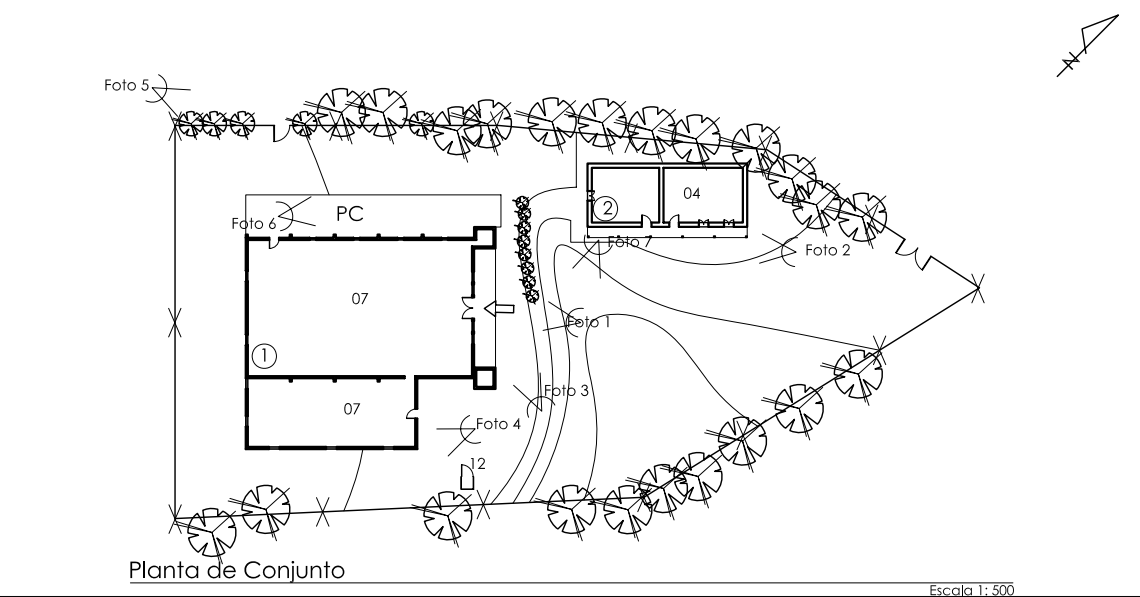 N
Foto 5
04
2
PC
Foto 6
Foto 7
Foto 2
07
Foto 1
1
Foto 3
07
Foto 4
12
Planta de Conjunto
Escala 1: 500